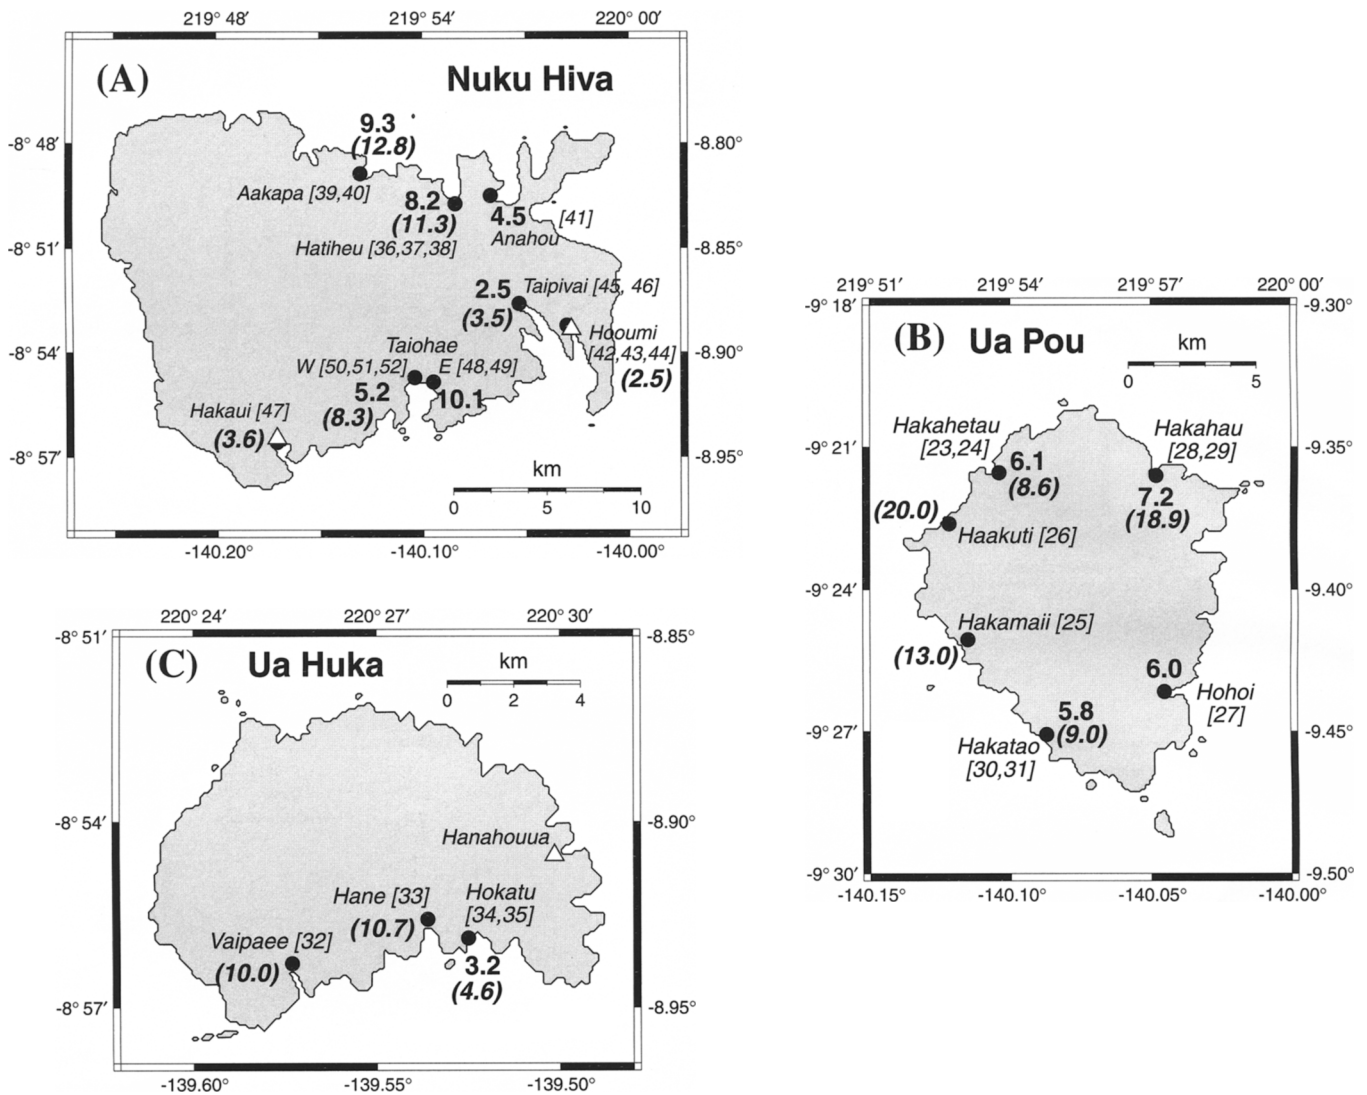 219° 48′ 219° 54′ 220° 00′
(A) Nuku Hiva
-8° 48′ -8.80°
9.3
(12.8)
Aakapa [39,40]
8.2
(11.3)
Hatiheu [36,37,38]
4.5
Anahou
[41]
-8° 51′ -8.85°
2.5
(3.5)
Taipivai [45, 46]
Hooumi
[42,43,44]
(2.5)
-8° 54′ -8.90°
Taiohae
W [50,51,52] E [48,49]
5.2
(8.3)
10.1
Hakaui [47]
(3.6)
-8° 57′ -8.95°
km
0 5 10
-140.20° -140.10° -140.00°
219° 51′ 219° 54′ 219° 57′ 220° 00′
-9° 18′ -9.30°
(B) Ua Pou
km
0 5
Hakahetau
[23,24]
6.1
(8.6)
Hakahau
[28,29]
7.2
(18.9)
-9° 21′ -9.35°
(20.0)
Haakuti [26]
-9° 24′ -9.40°
Hakamaii [25]
(13.0)
6.0
Hohoi
[27]
5.8
(9.0)
Hakatao
[30,31]
-9° 27′ -9.45°
-9° 30′ -9.50°
-140.15° -140.10° -140.05° -140.00°
220° 24′ 220° 27′ 220° 30′
-8° 51′ -8.85°
(C) Ua Huka
km
0 2 4
-8° 54′ -8.90°
Hanahouua
Hane [33]
(10.7)
Hokatu
[34,35]
3.2
(4.6)
Vaipaee [32]
(10.0)
-8° 57′ -8.95°
-139.60° -139.55° -139.50°